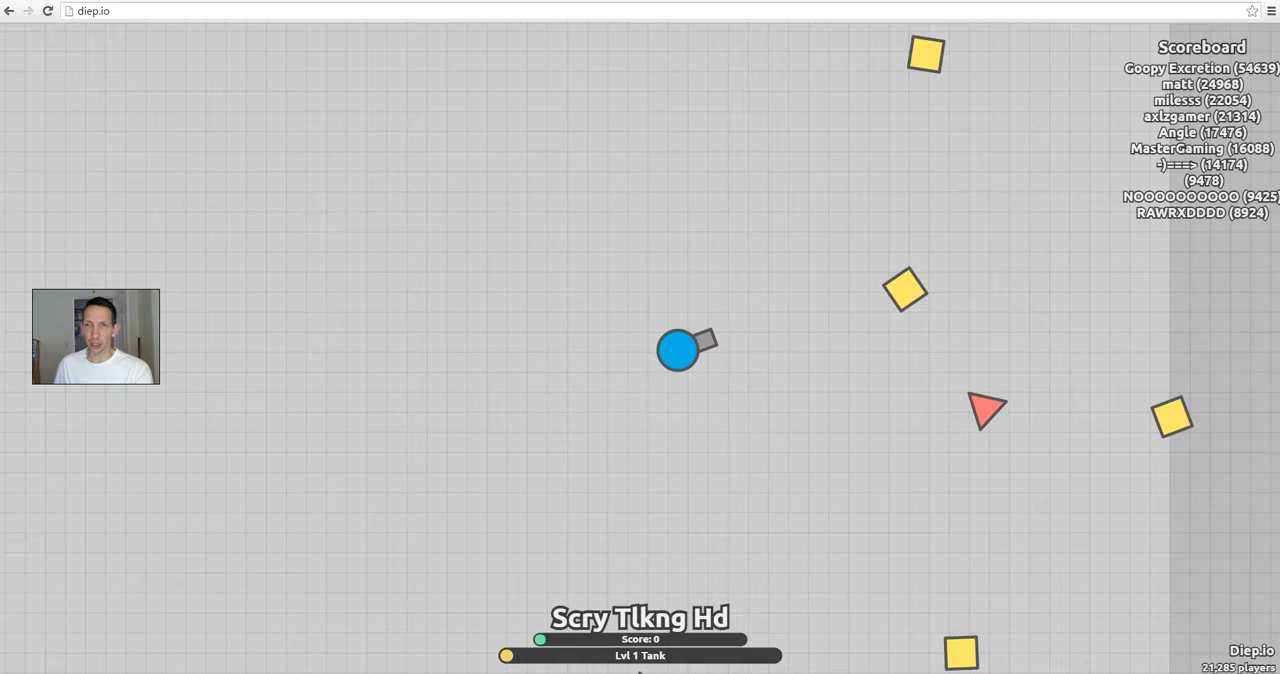 diep.io
Scoreboard
Goopy Excretion (54639)
matt (24968)
milesss (22054)
axlzgamer (21314)
Angle (17476)
MasterGaming (16088)
-)===> (14174)
(9478)
NOOOOOOOOOO (9425)
RAWRXDDDD (8924)
Scry Tlkng Hd
Score: 0
Lvl 1 Tank
Diep.io
21,285 players